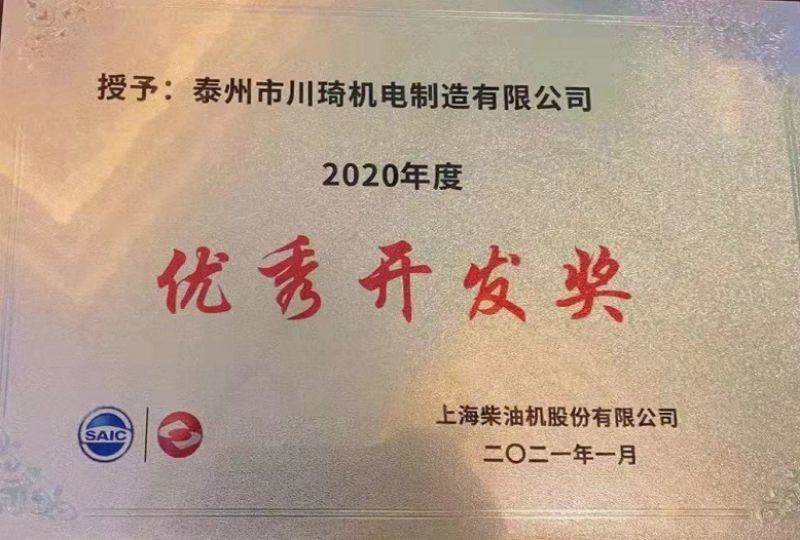 授予：泰州市川琦机电制造有限公司
2020年度
优秀开发奖
SAIC
上海柴油机股份有限公司
二〇二一年一月